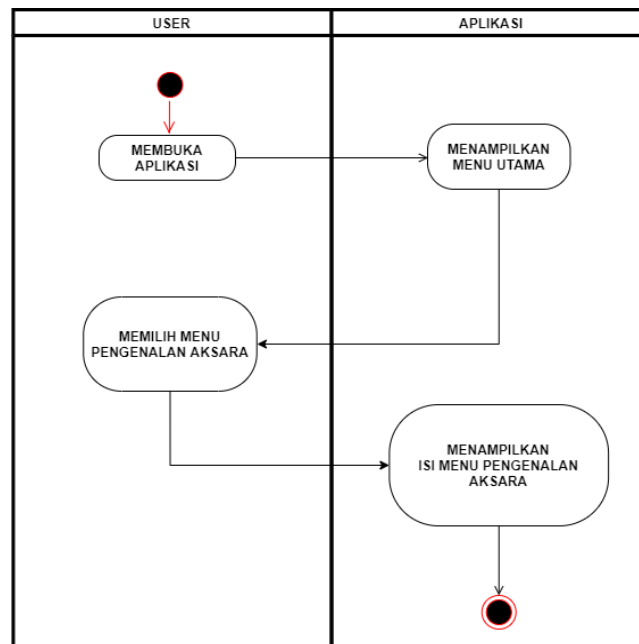 USER
APLIKASI
MEMBUKA
APLIKASI
MENAMPILKAN
MENU UTAMA
MEMILIH MENU
PENGENALAN AKSARA
MENAMPILKAN
ISI MENU PENGENALAN
AKSARA